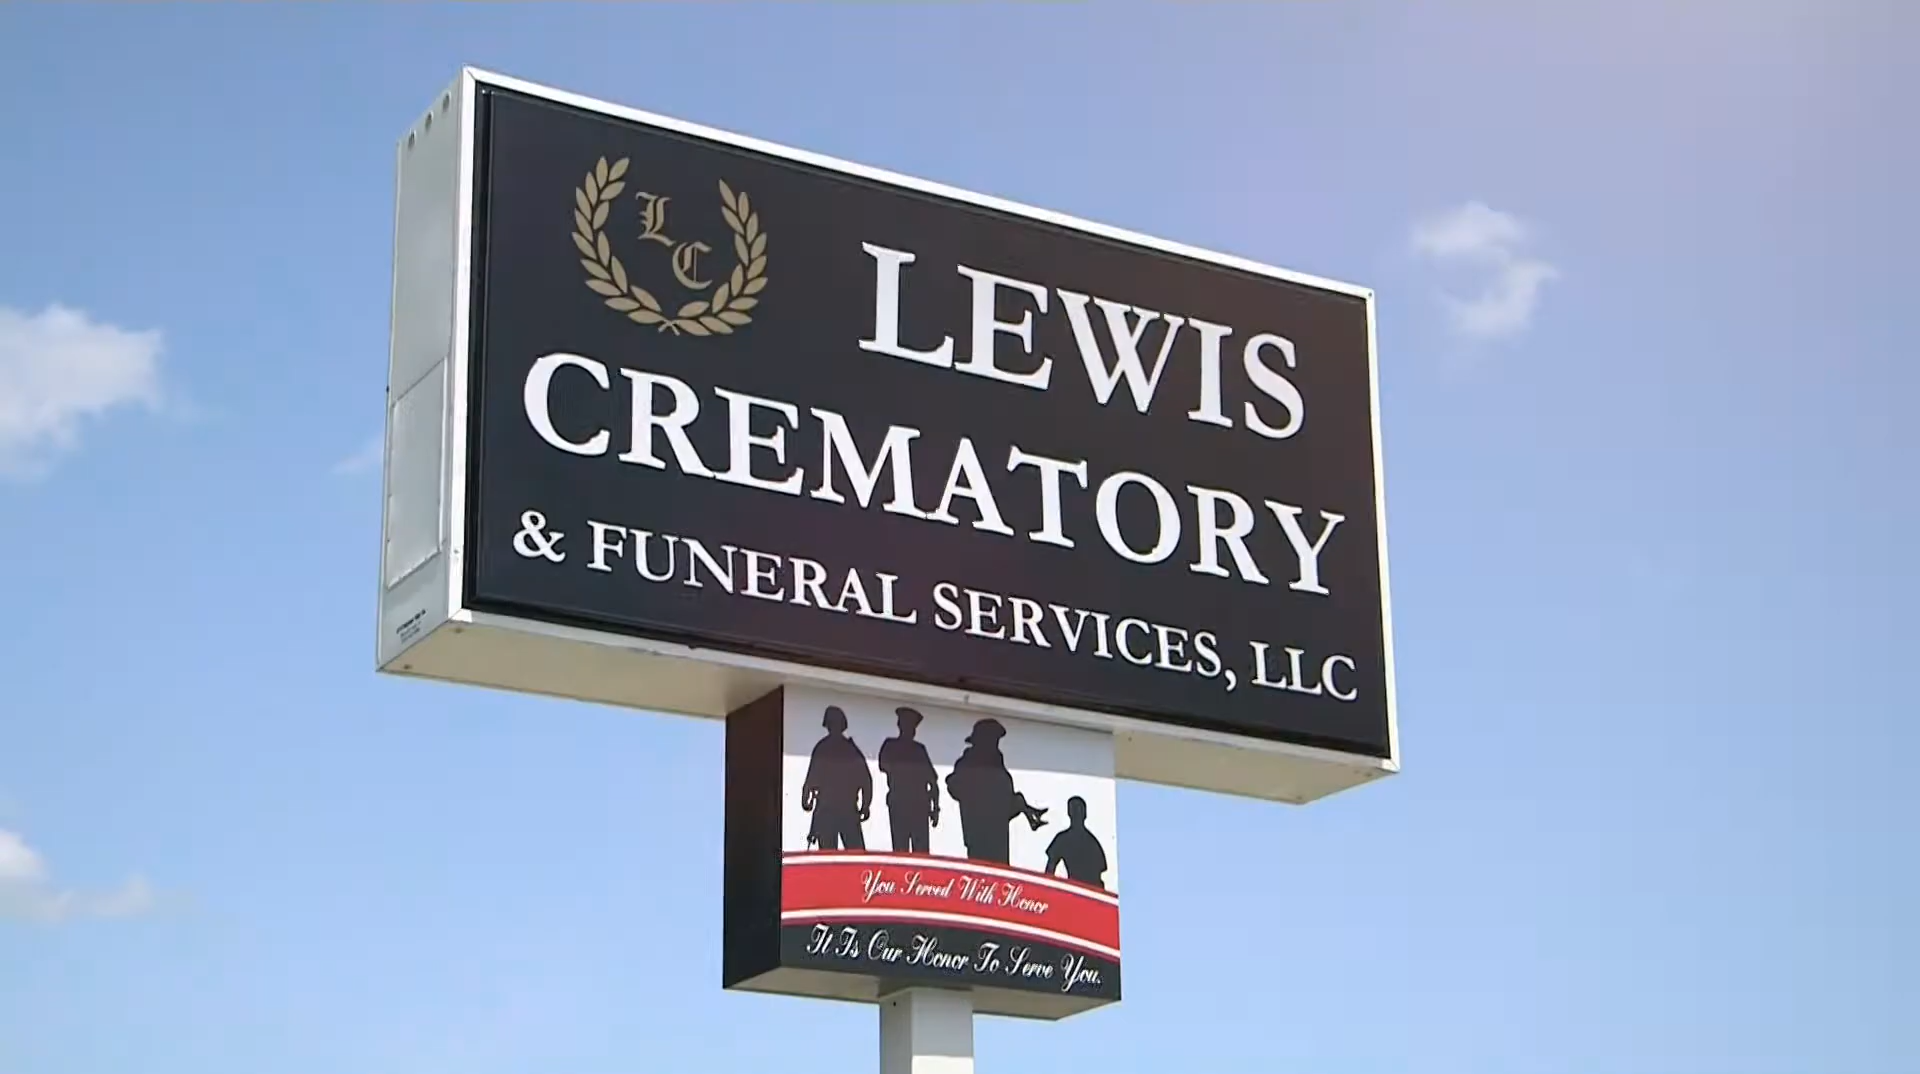 LC
LEWIS
CREMATORY
& FUNERAL SERVICES, LLC
You Served With Honor
It Is Our Honor To Serve You.